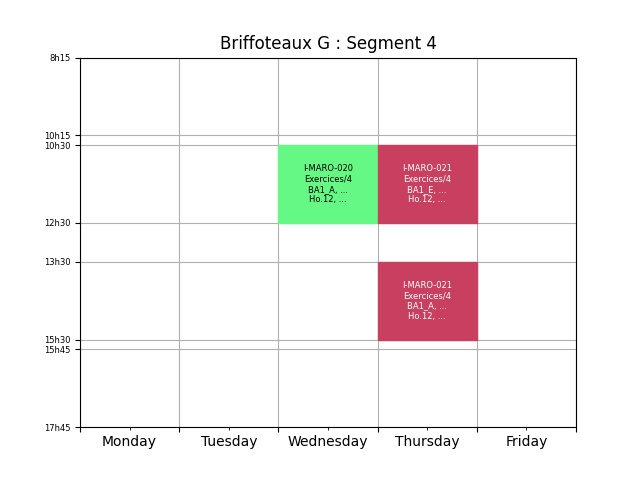 Briffoteaux G : Segment 4
8h15
10h15
10h30
I-MARO-020
Exercices/4
BA1_A, ...
Ho.12, ...
I-MARO-021
Exercices/4
BA1_E, ...
Ho.12, ...
12h30
13h30
I-MARO-021
Exercices/4
BA1_A, ...
Ho.12, ...
15h30
15h45
17h45
Monday Tuesday Wednesday Thursday Friday